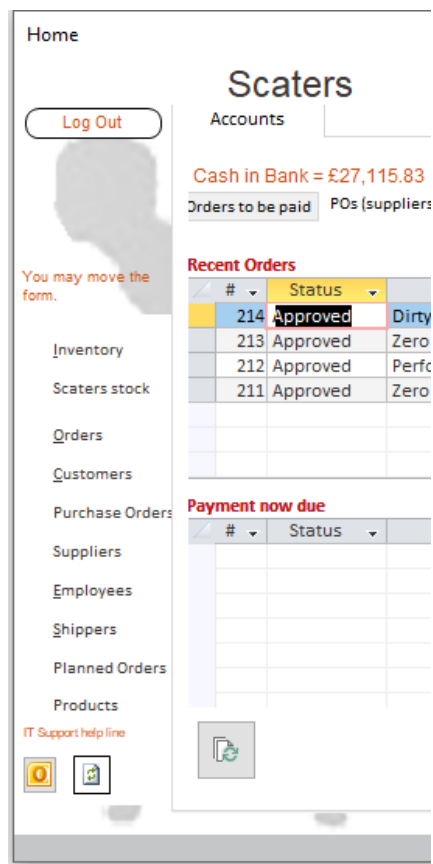 Home
Scaters
Log Out
Accounts
Cash in Bank = £27,115.83
Orders to be paid
POs (suppliers
You may move the
form.
Recent Orders
# Status
214 Approved Dirty
213 Approved Zero
212 Approved Perfo
211 Approved Zero
Payment now due
# Status
Inventory
Scaters stock
Orders
Customers
Purchase Orders
Suppliers
Employees
Shippers
Planned Orders
Products
IT Support help line